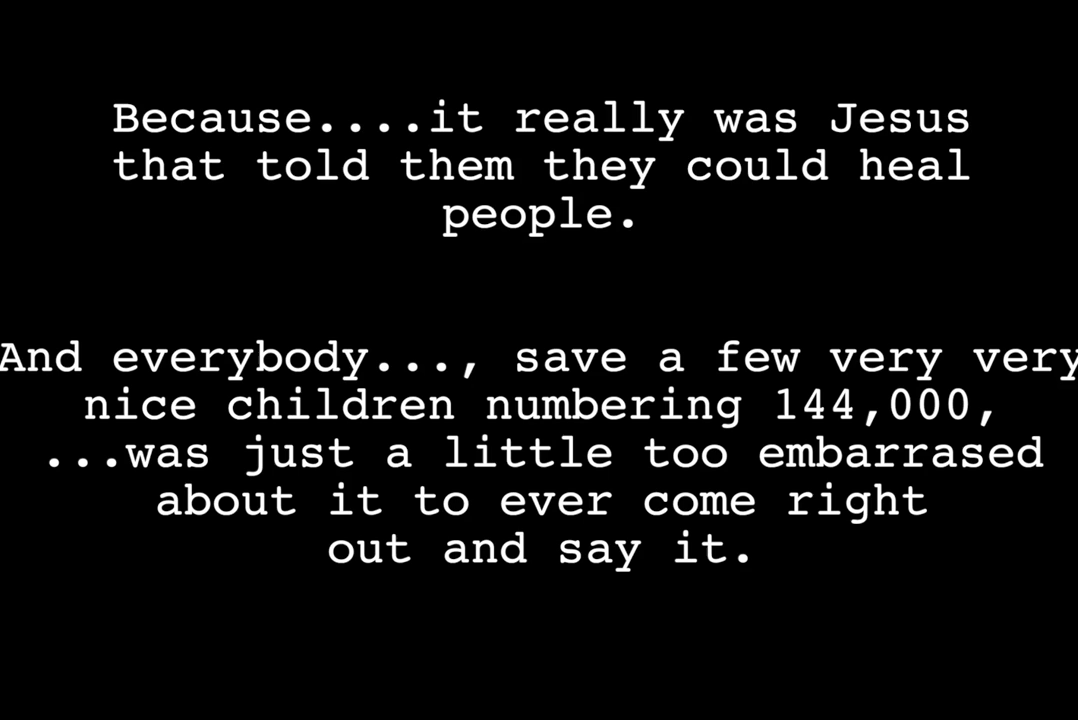 Because....it really was Jesus
that told them they could heal
people.
And everybody..., save a few very very
nice children numbering 144,000,
...was just a little too embarrased
about it to ever come right
out and say it.